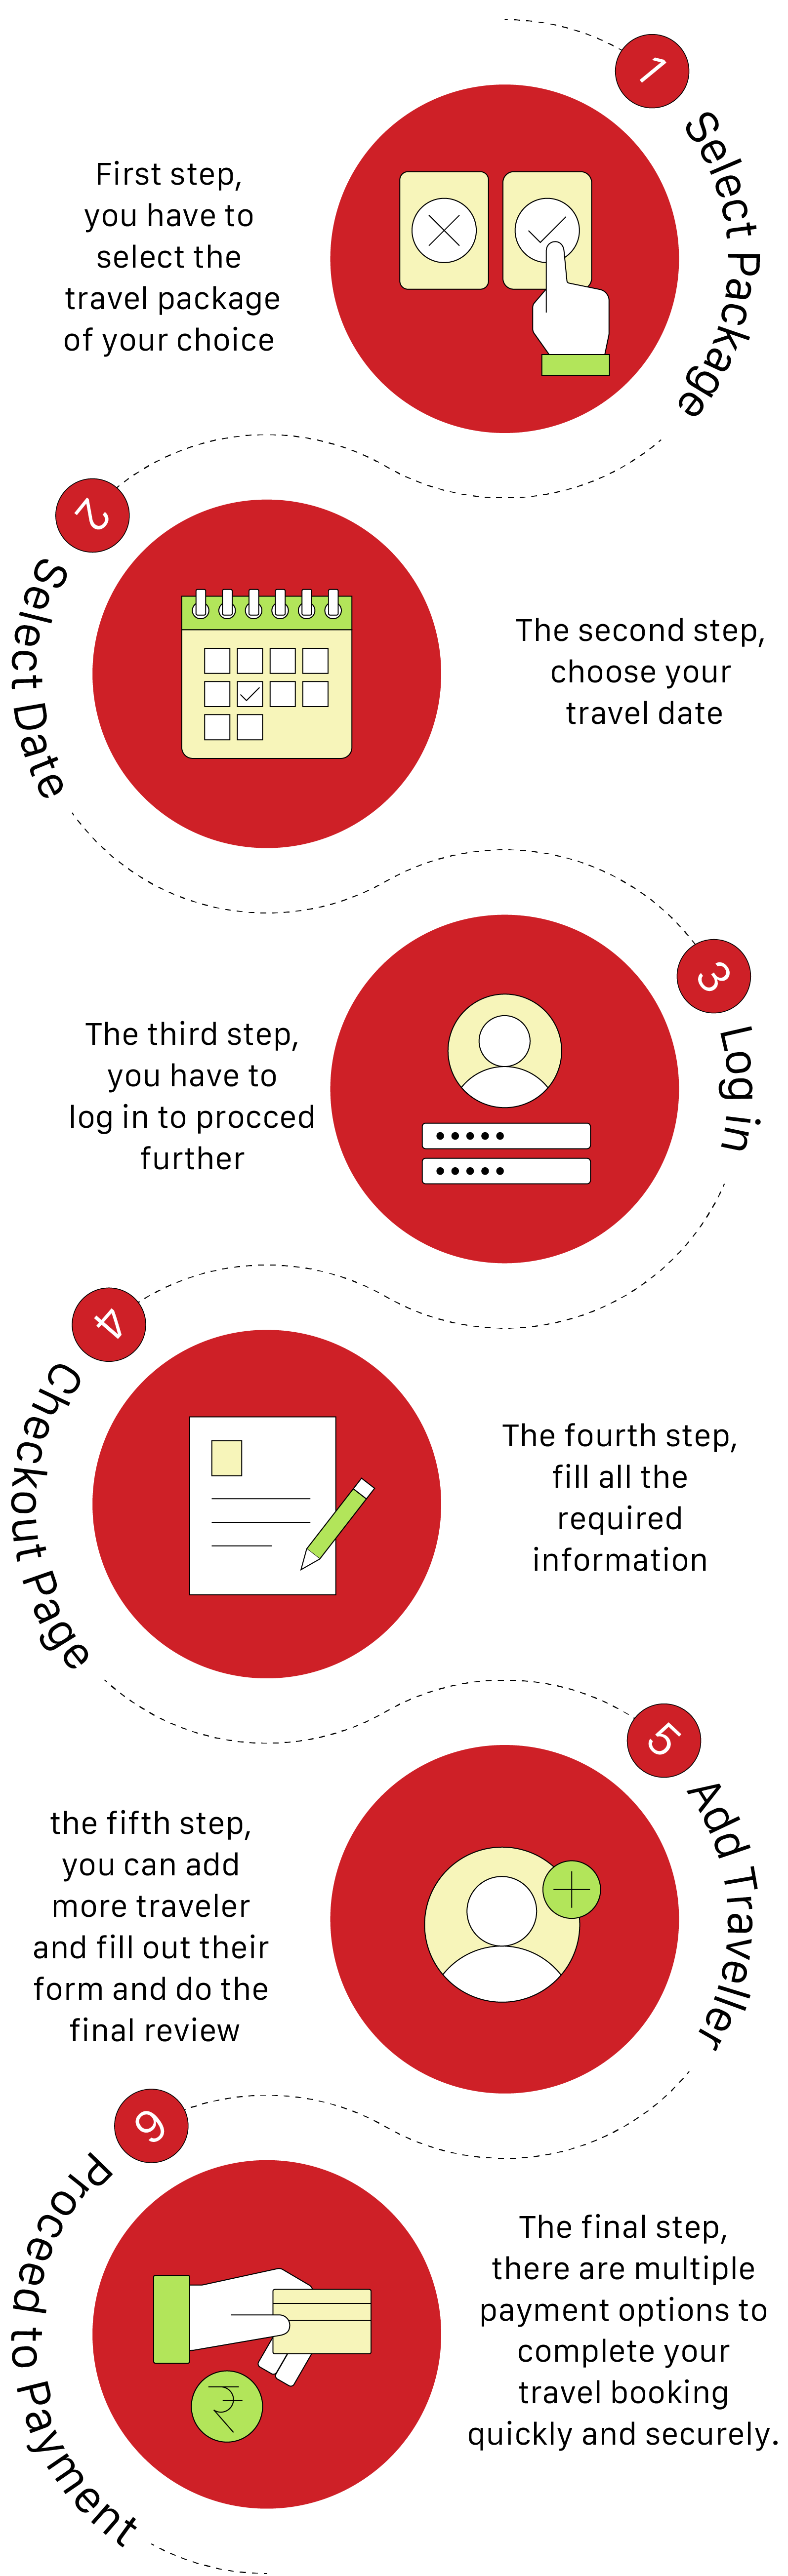 1
Select Package
First step,
you have to
select the
travel package
of your choice
2
Select Date
The second step,
choose your
travel date
3
Log in
The third step,
you have to
log in to procced
further
4
Checkout Page
The fourth step,
fill all the
required
information
5
Add Traveller
the fifth step,
you can add
more traveler
and fill out their
form and do the
final review
6
Proceed to Payment
The final step,
there are multiple
payment options to
complete your
travel booking
quickly and securely.
₹